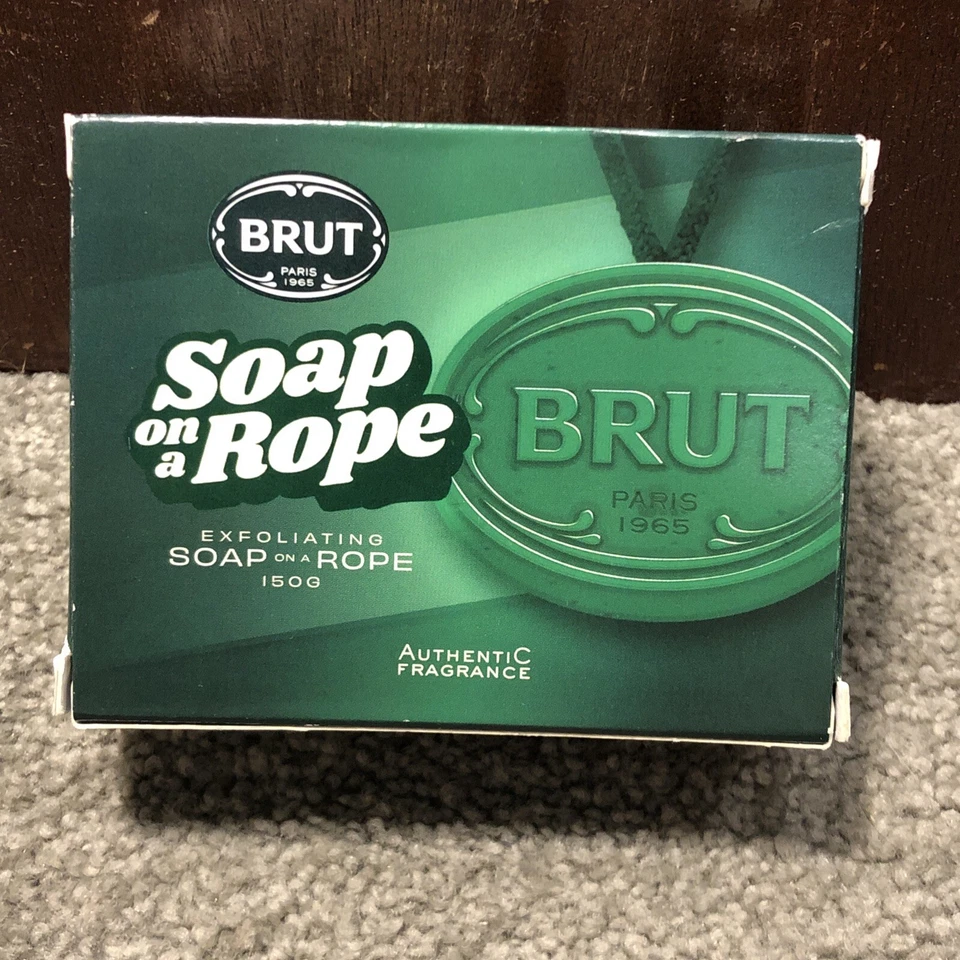 BRUT
PARIS
1965
Soap
on
a Rope
EXFOLIATING
SOAP ON A ROPE
150G
AUTHENTIC
FRAGRANCE
BRUT
PARIS
1965